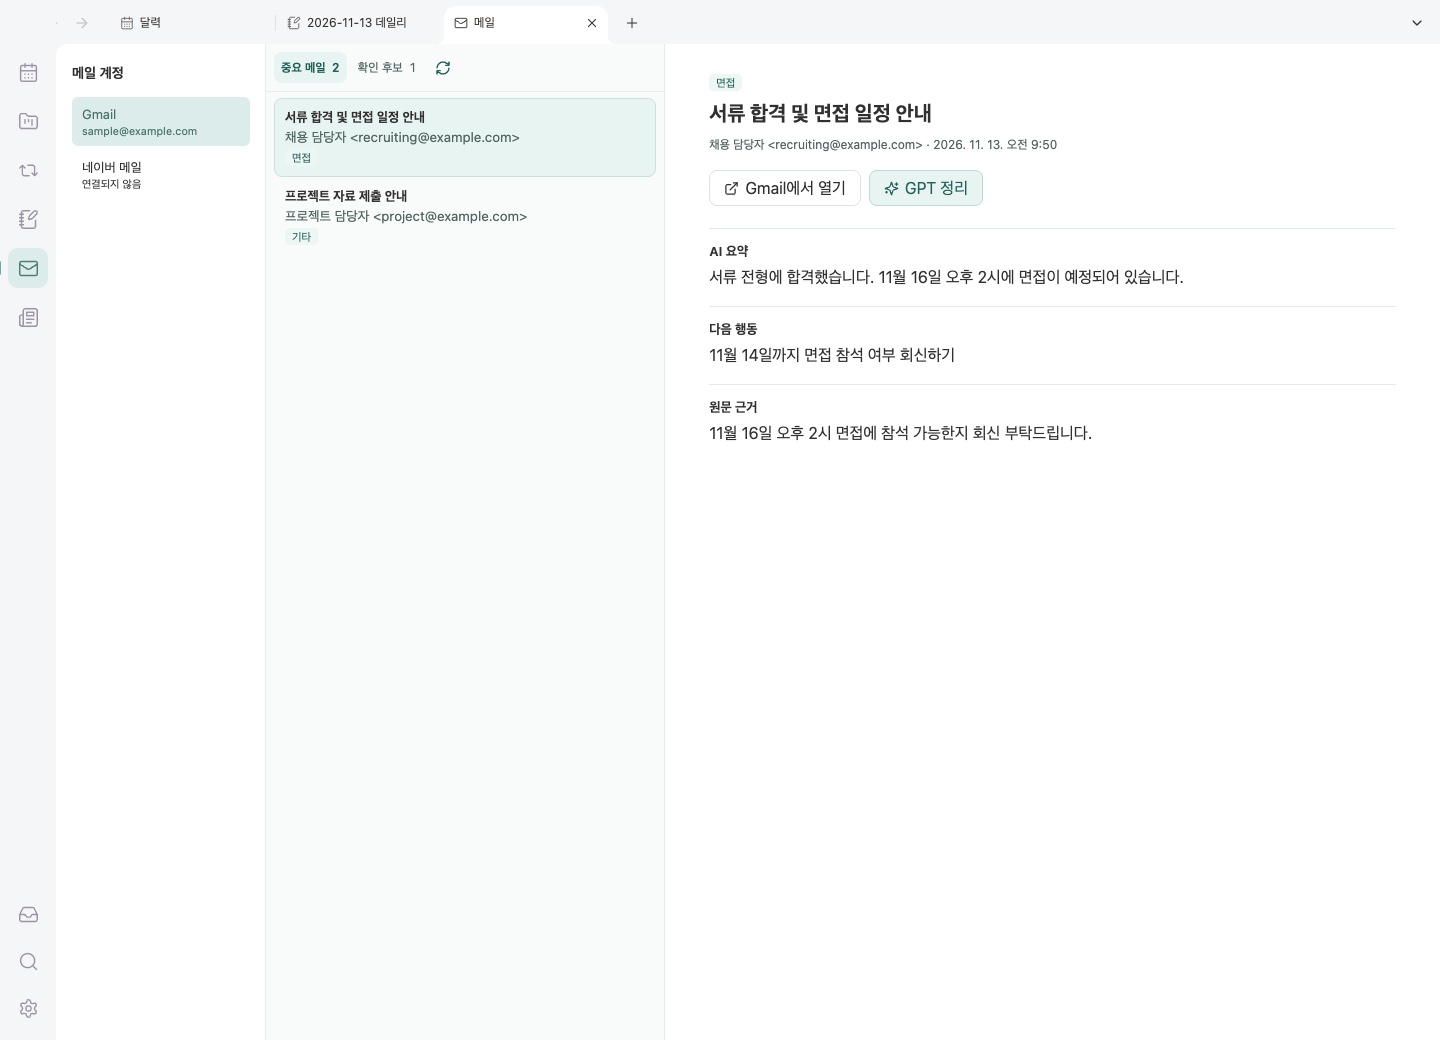 달력
2026-11-13 데일리
메일
메일 계정
Gmail
sample@example.com
네이버 메일
연결되지 않음
중요 메일 2
확인 후보 1
서류 합격 및 면접 일정 안내
채용 담당자 <recruiting@example.com>
면접
프로젝트 자료 제출 안내
프로젝트 담당자 <project@example.com>
기타
면접
서류 합격 및 면접 일정 안내
채용 담당자 <recruiting@example.com> · 2026. 11. 13. 오전 9:50
Gmail에서 열기
GPT 정리
AI 요약
서류 전형에 합격했습니다. 11월 16일 오후 2시에 면접이 예정되어 있습니다.
다음 행동
11월 14일까지 면접 참석 여부 회신하기
원문 근거
11월 16일 오후 2시 면접에 참석 가능한지 회신 부탁드립니다.